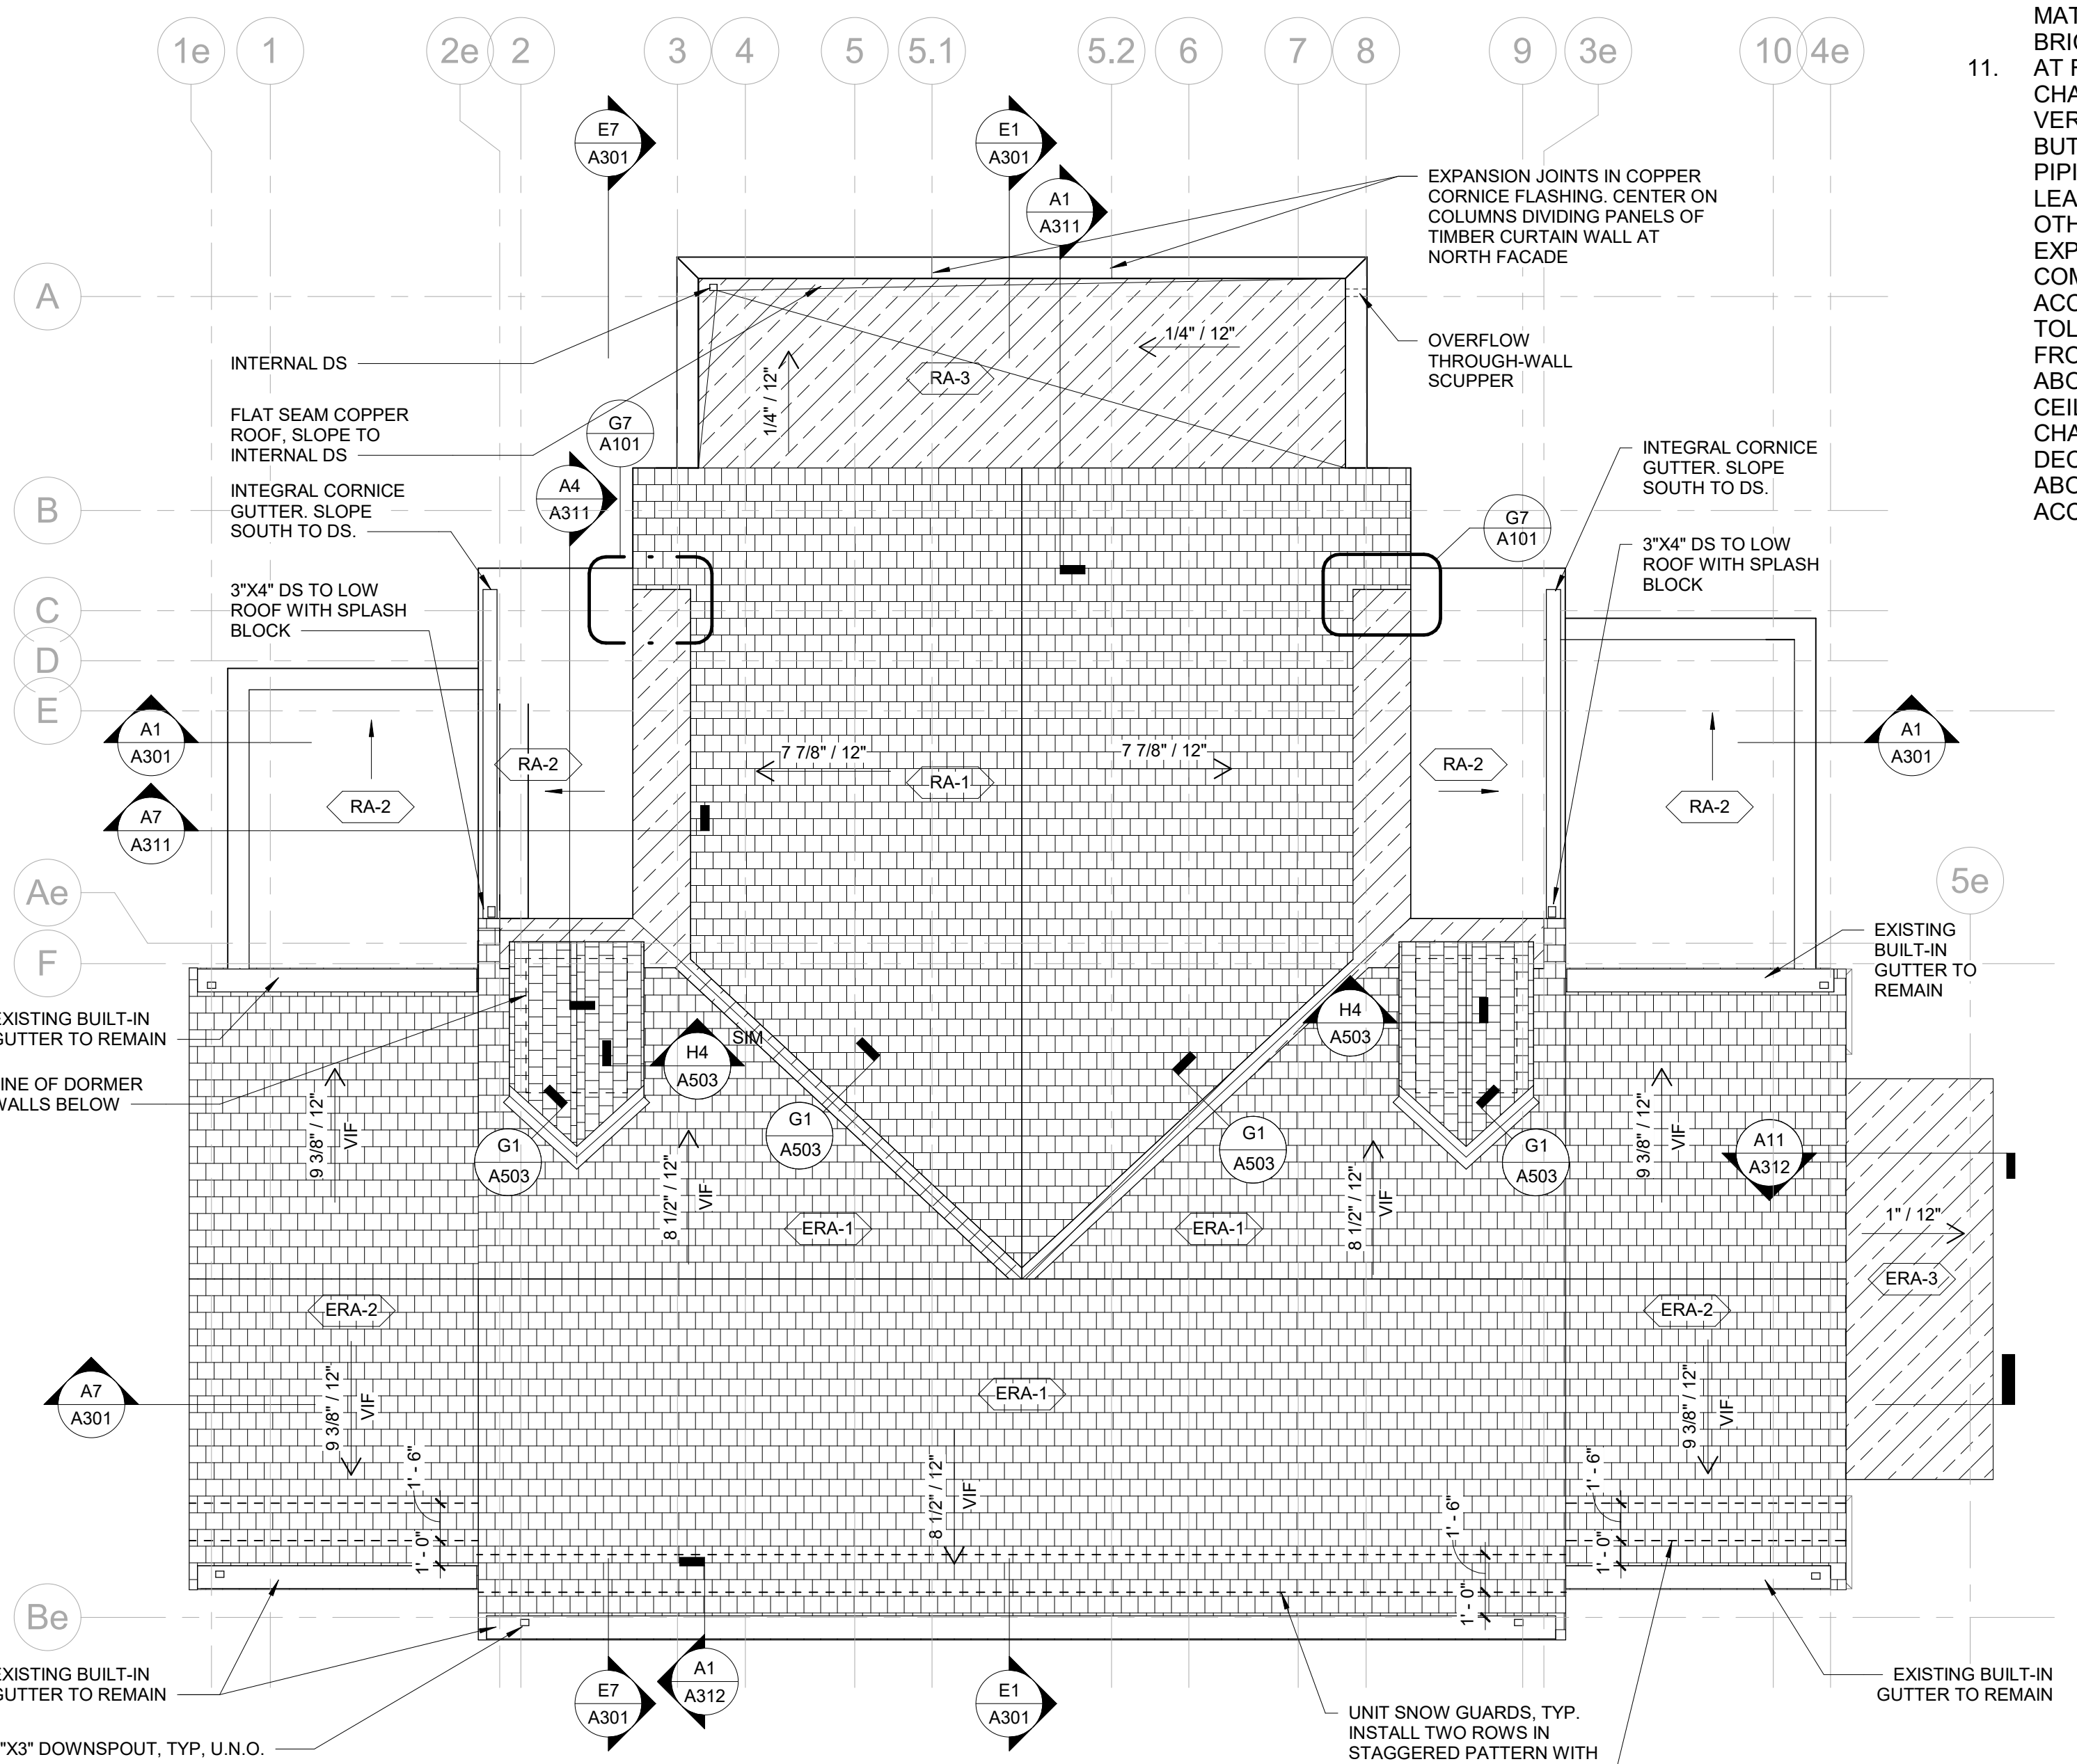 1e
1
2e
2
3
4
5
5.1
5.2
6
7
8
9
3e
10
4e
11.
BUT
PIPI
LEA
OTH
EXP
COM
ACC
TOL
FRO
ABO
CEIL
CHA
DEC
ABO
ACC
E7
A301
E1
A301
A1
A311
EXPANSION JOINTS IN COPPER
CORNICE FLASHING. CENTER ON
COLUMNS DIVIDING PANELS OF
TIMBER CURTAIN WALL AT
NORTH FACADE
A
INTERNAL DS
1/4" / 12"
1/4" / 12"
RA-3
OVERFLOW
THROUGH-WALL
SCUPPER
FLAT SEAM COPPER
ROOF, SLOPE TO
INTERNAL DS
G7
A101
INTEGRAL CORNICE
GUTTER. SLOPE
SOUTH TO DS.
A4
A311
INTEGRAL CORNICE
GUTTER. SLOPE
SOUTH TO DS.
B
G7
A101
3"X4" DS TO LOW
ROOF WITH SPLASH
BLOCK
3"X4" DS TO LOW
ROOF WITH SPLASH
BLOCK
C
D
E
A1
A301
RA-2
7 7/8" / 12"
7 7/8" / 12"
RA-1
RA-2
A1
A301
RA-2
RA-2
A7
A311
Ae
5e
F
EXISTING
BUILT-IN
GUTTER TO
REMAIN
EXISTING BUILT-IN
GUTTER TO REMAIN
H4
A503
SIM
H4
A503
LINE OF DORMER
WALLS BELOW
9 3/8" / 12"
VIF
G1
A503
G1
A503
8 1/2" / 12"
VIF
G1
A503
8 1/2" / 12"
VIF
G1
A503
9 3/8" / 12"
VIF
A11
A312
ERA-1
ERA-1
1" / 12"
ERA-3
ERA-2
ERA-2
A7
A301
ERA-1
9 3/8" / 12"
VIF
9 3/8" / 12"
VIF
1' - 6"
1' - 0"
8 1/2" / 12"
VIF
1' - 6"
1' - 0"
1' - 6"
1' - 0"
Be
EXISTING BUILT-IN
GUTTER TO REMAIN
E7
A301
A1
A312
E1
A301
EXISTING BUILT-IN
GUTTER TO REMAIN
"X3" DOWNSPOUT, TYP, U.N.O.
UNIT SNOW GUARDS, TYP.
INSTALL TWO ROWS IN
STAGGERED PATTERN WITH